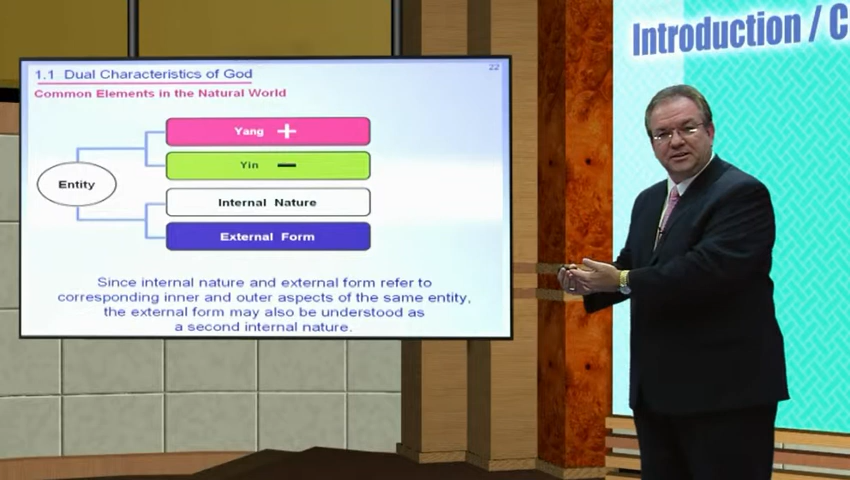 1.1 Dual Characteristics of God
22
Common Elements in the Natural World
Yang +
Yin −
Entity
Internal Nature
External Form
Since internal nature and external form refer to
corresponding inner and outer aspects of the same entity,
the external form may also be understood as
a second internal nature.
Introduction / C